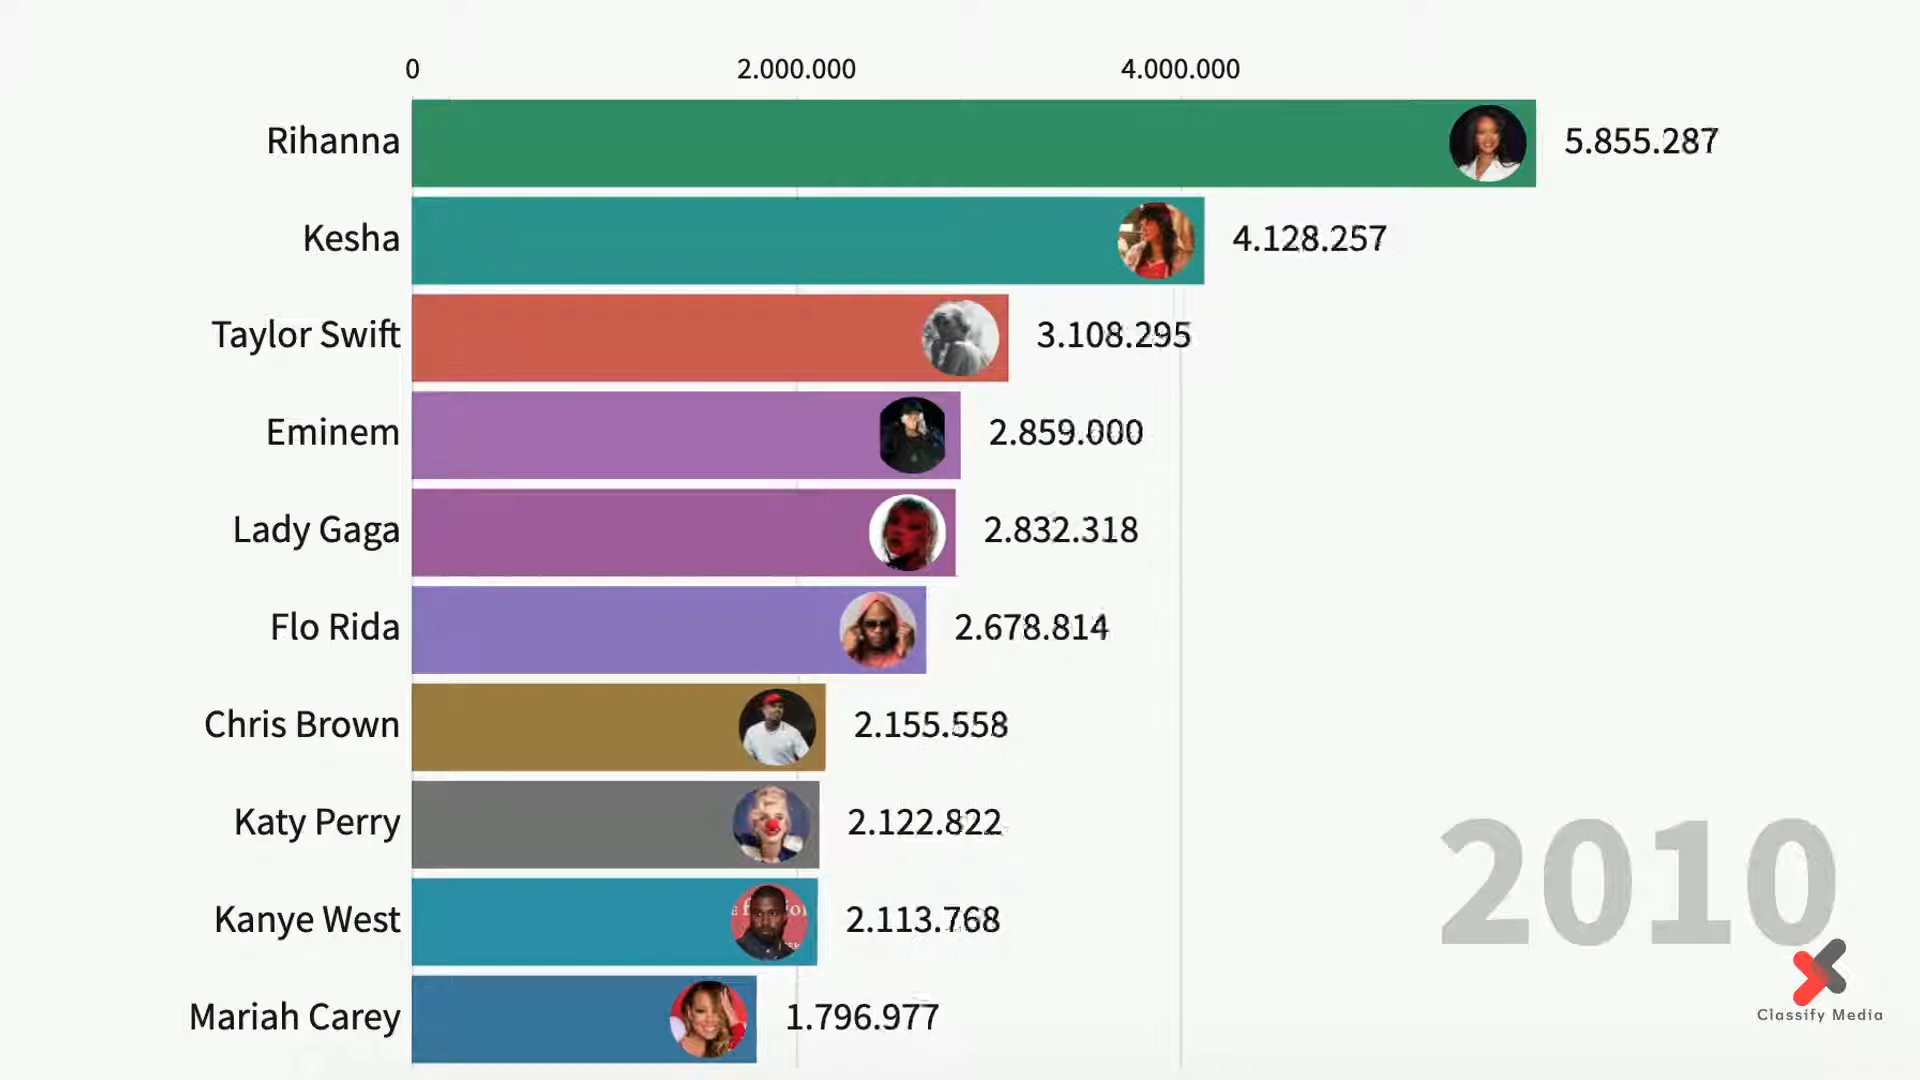 0 2.000.000 4.000.000
Rihanna 5.855.287
Kesha 4.128.257
Taylor Swift 3.108.295
Eminem 2.859.000
Lady Gaga 2.832.318
Flo Rida 2.678.814
Chris Brown 2.155.558
Katy Perry 2.122.822
Kanye West 2.113.768
Mariah Carey 1.796.977
2010
Classify Media